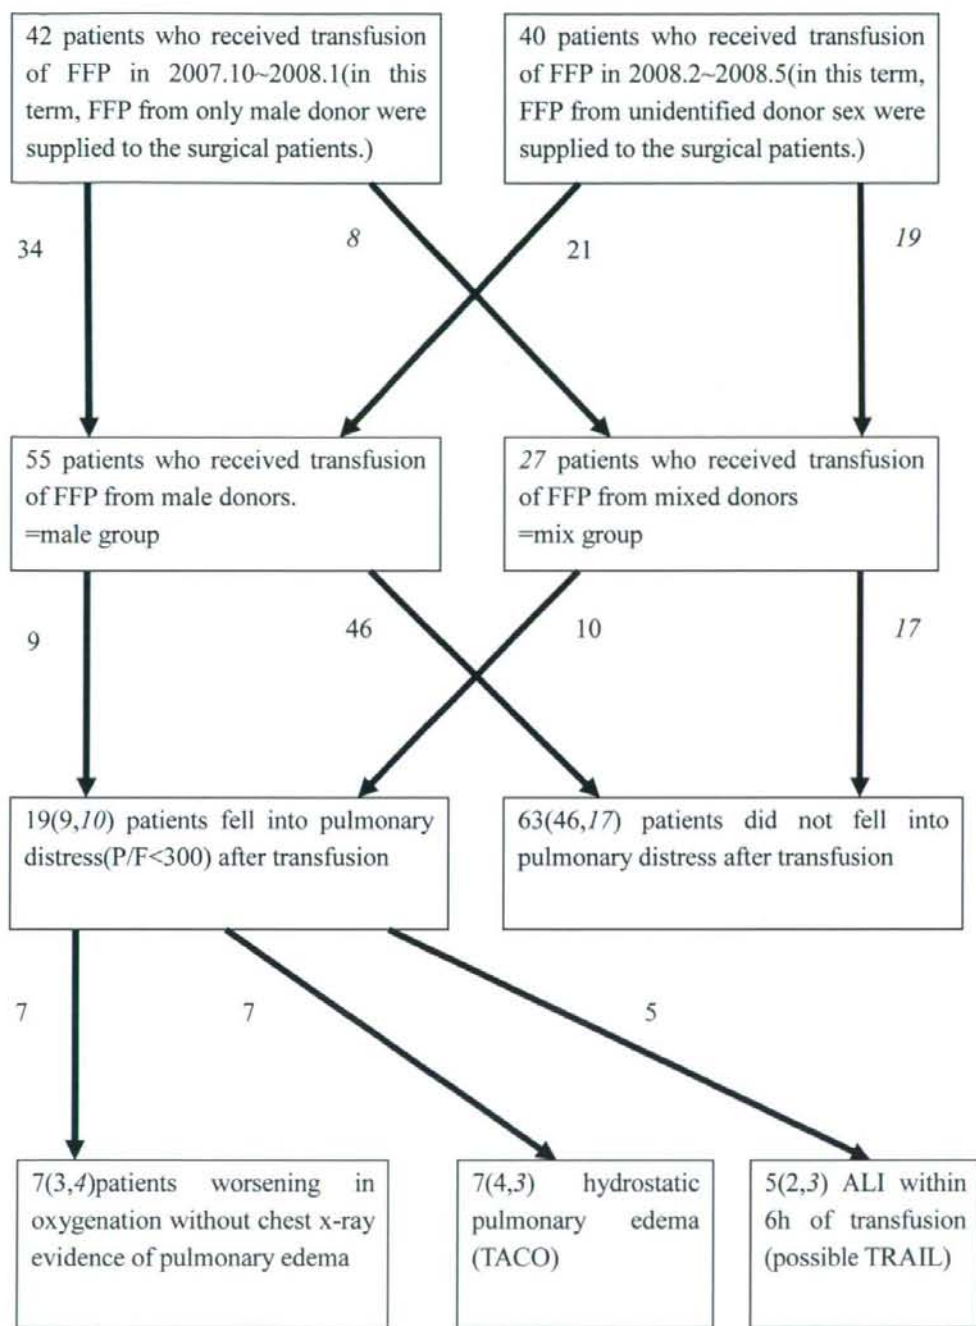 42 patients who received transfusion
of FFP in 2007.10~2008.1(in this
term, FFP from only male donor were
supplied to the surgical patients.)
40 patients who received transfusion
of FFP in 2008.2~2008.5(in this term,
FFP from unidentified donor sex were
supplied to the surgical patients.)
34
8
21
19
55 patients who received transfusion
of FFP from male donors.
=male group
27 patients who received transfusion
of FFP from mixed donors
=mix group
9
46
10
17
19(9,10) patients fell into pulmonary
distress(P/F<300) after transfusion
63(46,17) patients did not fell into
pulmonary distress after transfusion
7
7
5
7(3,4)patients worsening in
oxygenation without chest x-ray
evidence of pulmonary edema
7(4,3) hydrostatic
pulmonary edema
(TACO)
5(2,3) ALI within
6h of transfusion
(possible TRAIL)